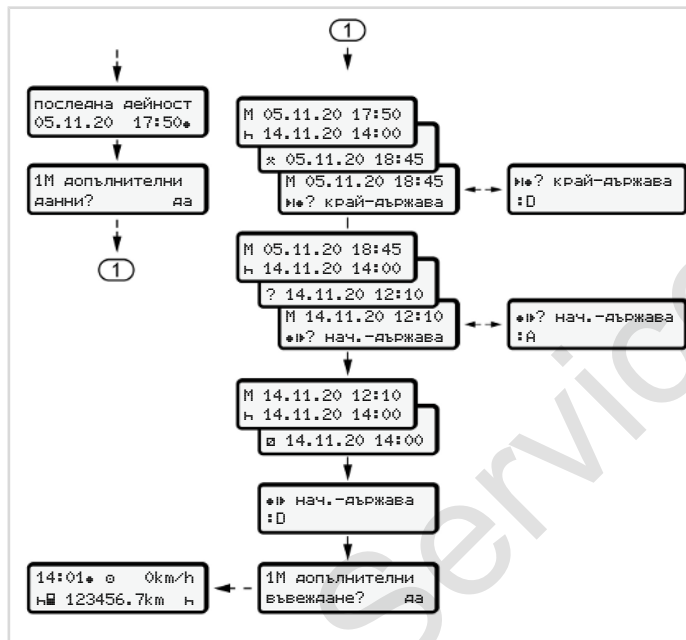 1
последна дейност
05.11.20 17:50
1М допълнителни
данни? да
1
М 05.11.20 17:50
14.11.20 14:00
05.11.20 18:45
М 05.11.20 18:45
? край-държава
? край-държава
:D
М 05.11.20 18:45
14.11.20 14:00
? 14.11.20 12:10
М 14.11.20 12:10
? нач.-държава
? нач.-държава
:A
М 14.11.20 12:10
14.11.20 14:00
14.11.20 14:00
нач.-държава
:D
1М допълнителни
въвеждане? да
14:01 0km/h
123456.7km
Service